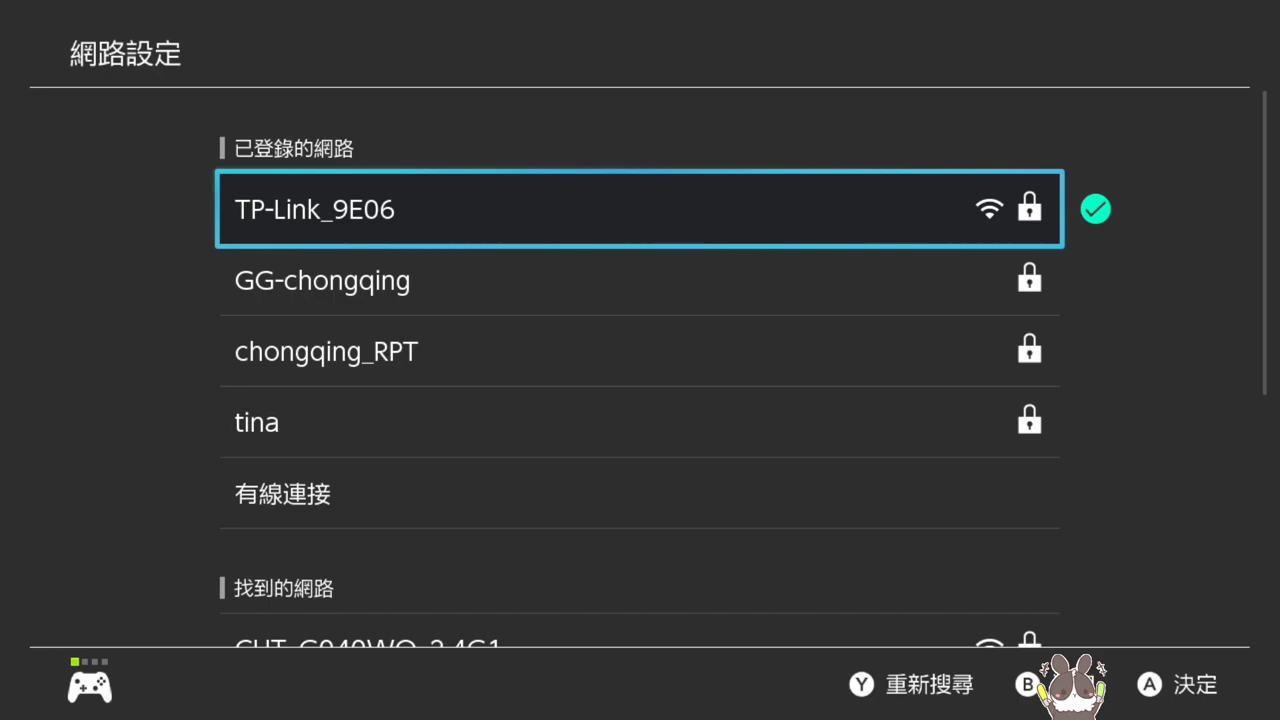 網路設定
已登錄的網路
TP-Link_9E06
GG-chongqing
chongqing_RPT
tina
有線連接
找到的網路
Y 重新搜尋 B A 決定